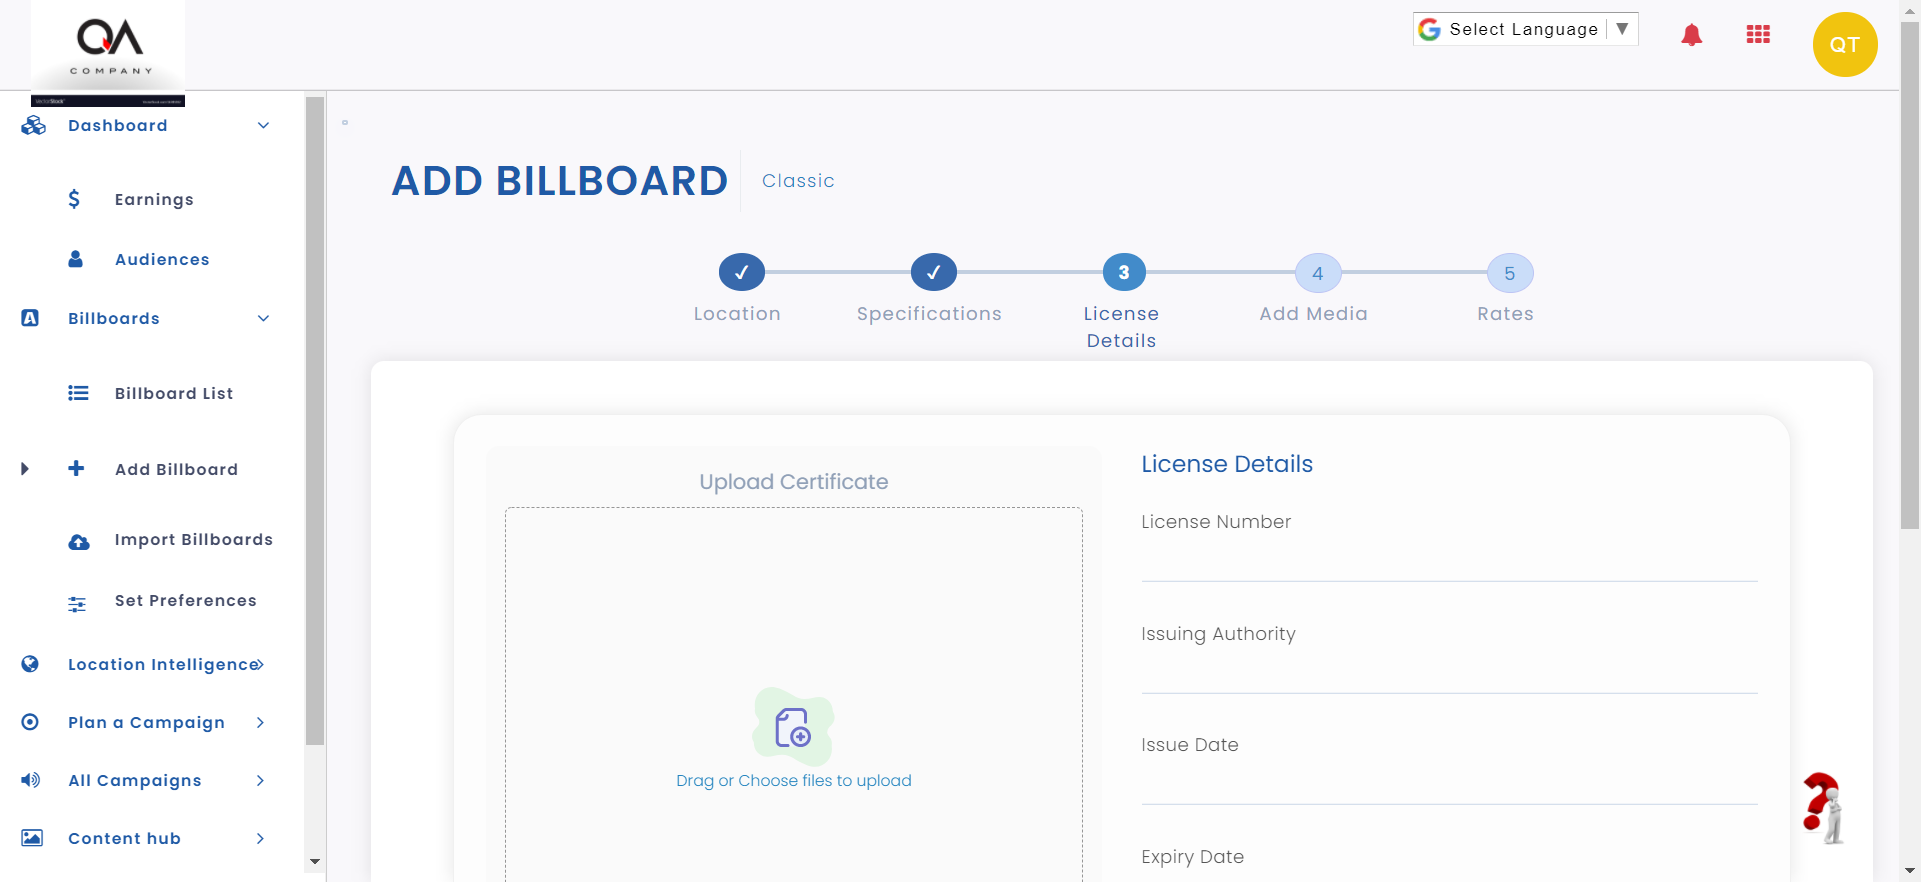 QA
COMPANY
Select Language ▼
QT
Dashboard
Earnings
Audiences
Billboards
Billboard List
Add Billboard
Import Billboards
Set Preferences
Location Intelligence
Plan a Campaign
All Campaigns
Content hub
ADD BILLBOARD
Classic
3
4
5
Location
Specifications
License
Details
Add Media
Rates
Upload Certificate
Drag or Choose files to upload
License Details
License Number
Issuing Authority
Issue Date
Expiry Date